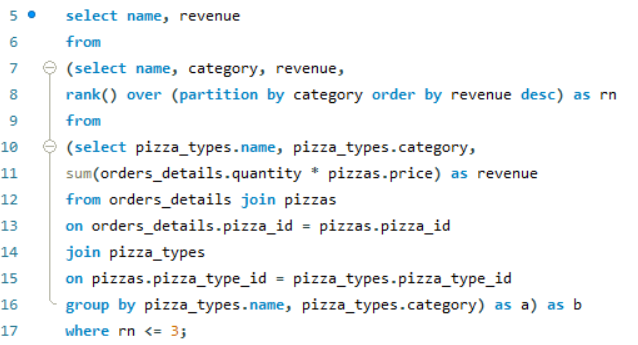 5 select name, revenue
6 from
7 (select name, category, revenue,
8 rank() over (partition by category order by revenue desc) as rn
9 from
10 (select pizza_types.name, pizza_types.category,
11 sum(orders_details.quantity * pizzas.price) as revenue
12 from orders_details join pizzas
13 on orders_details.pizza_id = pizzas.pizza_id
14 join pizza_types
15 on pizzas.pizza_type_id = pizza_types.pizza_type_id
16 group by pizza_types.name, pizza_types.category) as a) as b
17 where rn <= 3;